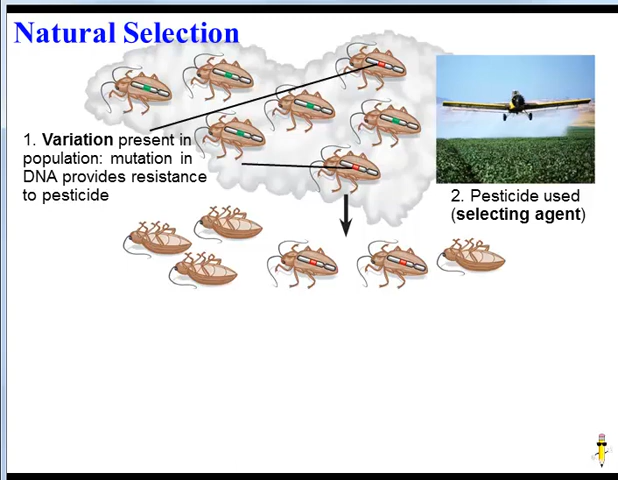 Natural Selection
1. Variation present in
population: mutation in
DNA provides resistance
to pesticide
2. Pesticide used
(selecting agent)